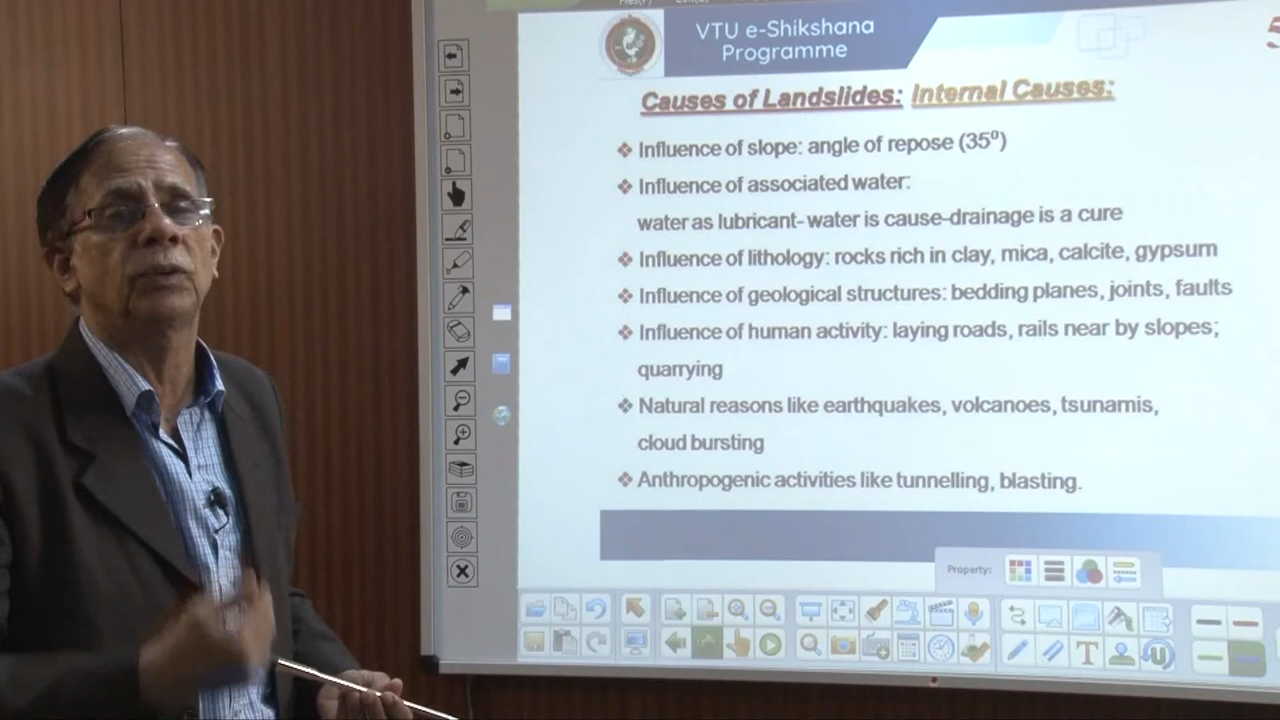 VTU e-Shikshana
Programme
Causes of Landslides: Internal Causes:
❖ Influence of slope: angle of repose (35⁰)
❖ Influence of associated water:
water as lubricant- water is cause-drainage is a cure
❖ Influence of lithology: rocks rich in clay, mica, calcite, gypsum
❖ Influence of geological structures: bedding planes, joints, faults
❖ Influence of human activity: laying roads, rails near by slopes;
quarrying
❖ Natural reasons like earthquakes, volcanoes, tsunamis,
cloud bursting
❖ Anthropogenic activities like tunnelling, blasting.
Property: